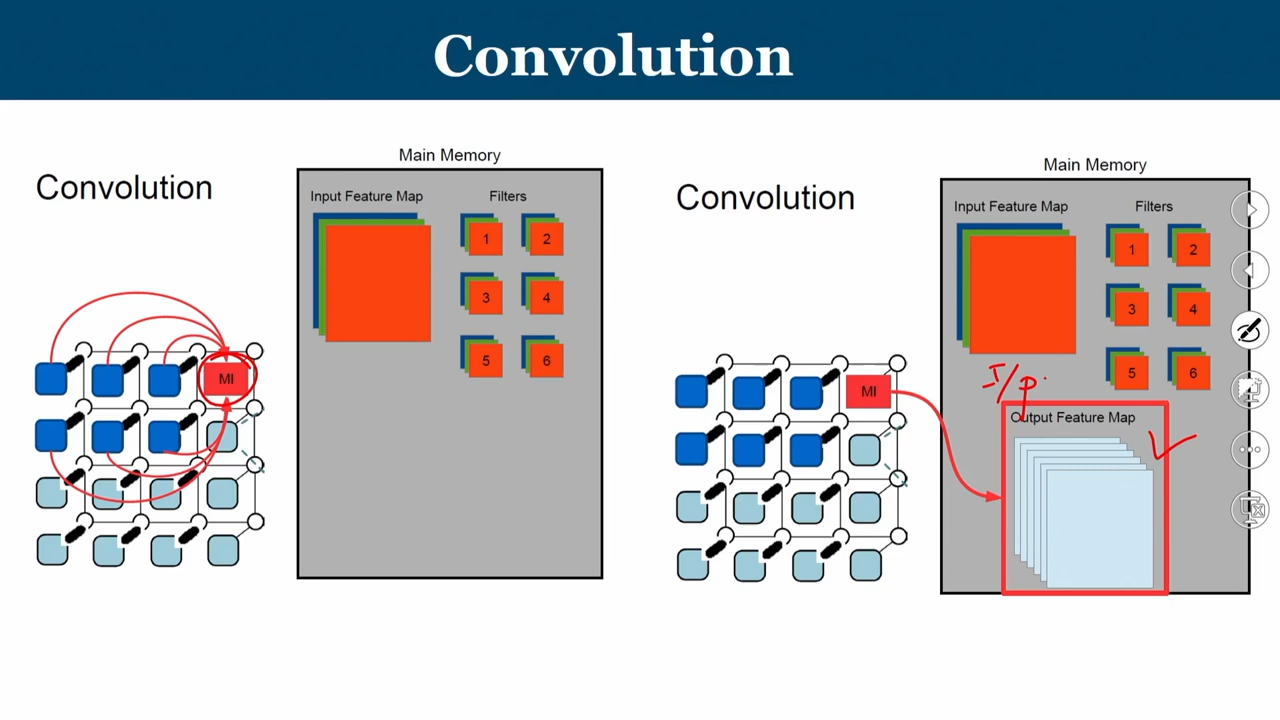 Convolution
Convolution
Main Memory
Input Feature Map
Filters
1
2
3
4
5
6
MI
Convolution
Main Memory
Input Feature Map
Filters
1
2
3
4
5
6
I/p.
MI
Output Feature Map